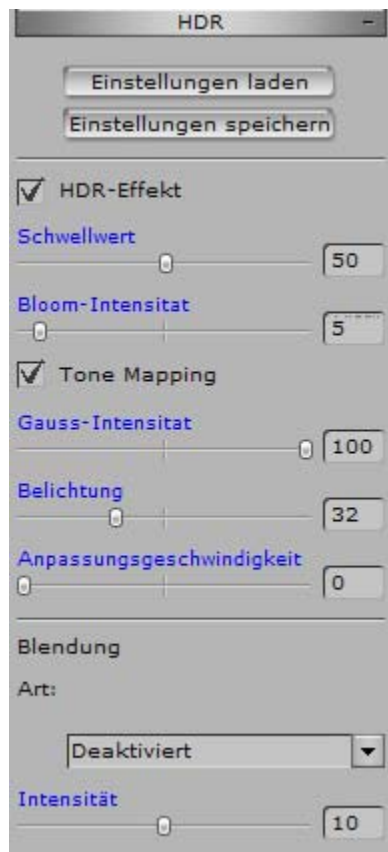 HDR
Einstellungen laden
Einstellungen speichern
HDR-Effekt
Schwellwert
50
Bloom-Intensitat
5
Tone Mapping
Gauss-Intensitat
100
Belichtung
32
Anpassungsgeschwindigkeit
0
Blendung
Art:
Deaktiviert
Intensität
10